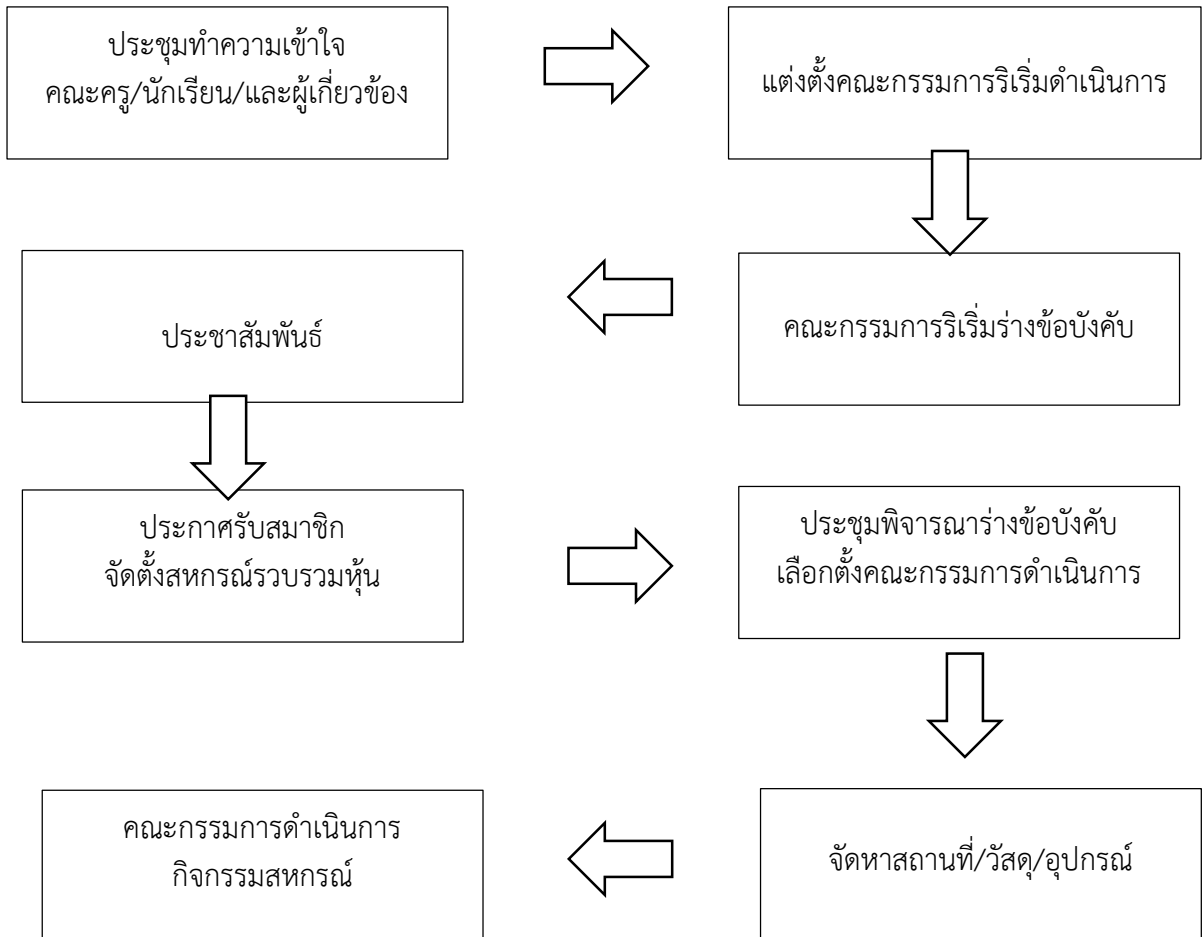 ประชุมทำความเข้าใจ
คณะครู/นักเรียน/และผู้เกี่ยวข้อง
แต่งตั้งคณะกรรมการริเริ่มดำเนินการ
คณะกรรมการริเริ่มร่างข้อบังคับ
ประชาสัมพันธ์
ประกาศรับสมาชิก
จัดตั้งสหกรณ์รวบรวมหุ้น
ประชุมพิจารณาร่างข้อบังคับ
เลือกตั้งคณะกรรมการดำเนินการ
จัดหาสถานที่/วัสดุ/อุปกรณ์
คณะกรรมการดำเนินการ
กิจกรรมสหกรณ์